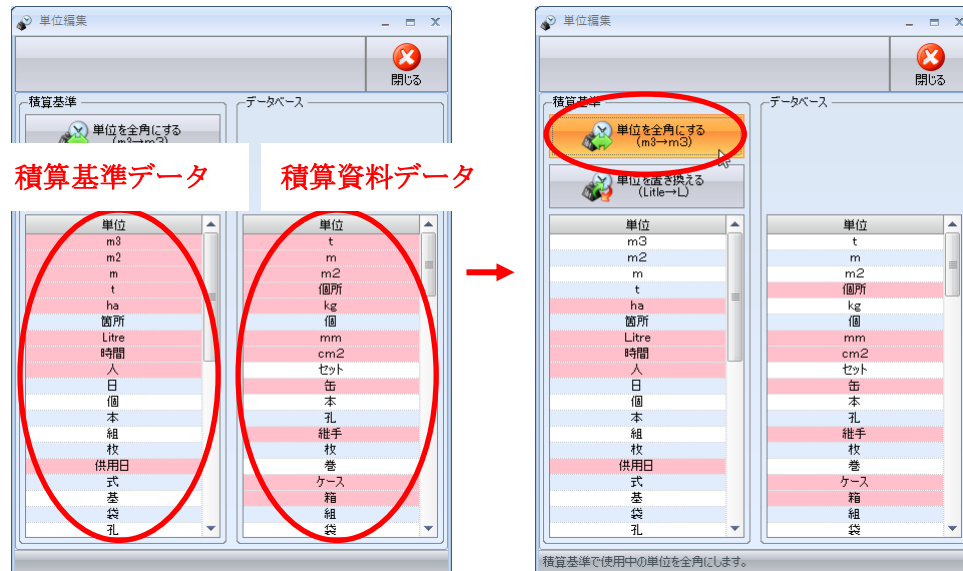 単位編集
閉じる
積算基準
データベース
単位を全角にする
(m3→m3)
積算基準データ
積算資料データ
単位
m3
m2
m
t
ha
箇所
Litre
時間
人
日
個
本
組
枚
供用日
式
基
袋
孔
単位
t
m
m2
個所
kg
個
mm
cm2
セット
缶
本
孔
継手
枚
巻
ケース
箱
組
袋
単位編集
閉じる
積算基準
データベース
単位を全角にする
(m3→m3)
単位を置き換える
(Litle→L)
単位
m3
m2
m
t
ha
箇所
Litre
時間
人
日
個
本
組
枚
供用日
式
基
袋
孔
単位
t
m
m2
個所
kg
個
mm
cm2
セット
缶
本
孔
継手
枚
巻
ケース
箱
組
袋
積算基準で使用中の単位を全角にします。